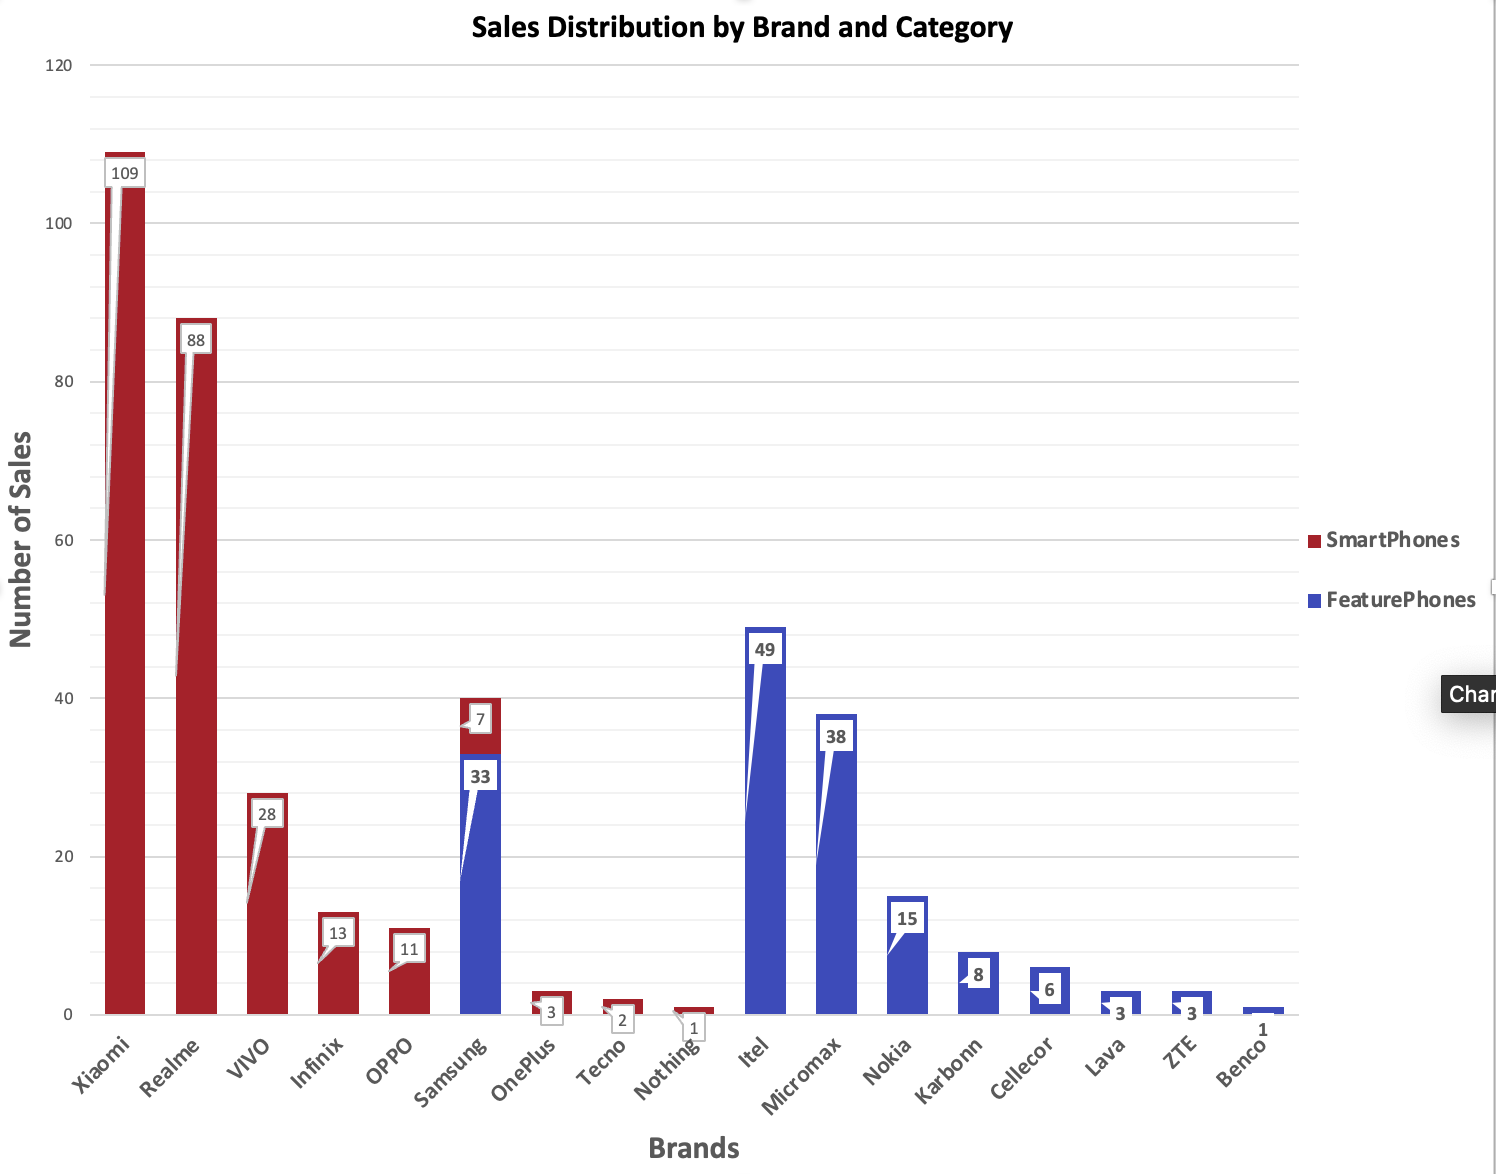 Sales Distribution by Brand and Category
120
100
80
60
40
20
0
Number of Sales
109
88
28
13
11
7
33
3
2
1
49
38
15
8
6
3
3
1
Xiaomi
Realme
VIVO
Infinix
OPPO
Samsung
OnePlus
Tecno
Nothing
Itel
Micromax
Nokia
Karbonn
Cellecor
Lava
ZTE
Benco
Brands
SmartPhones
FeaturePhones